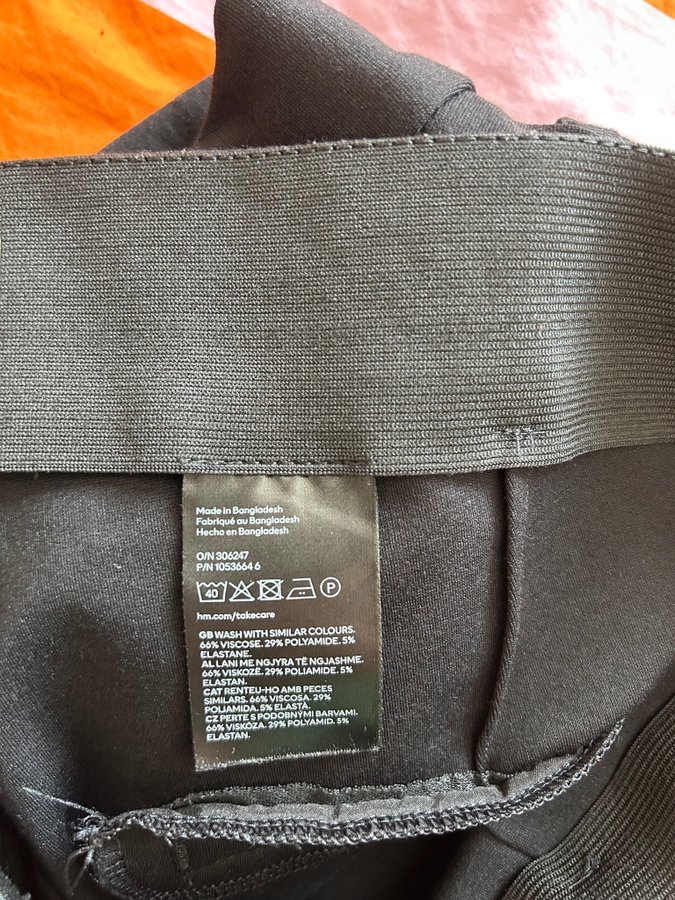 Made in Bangladesh
Fabriqué au Bangladesh
Hecho en Bangladesh
O/N 306247
P/N 1053664 6
40 P
hm.com/takecare
GB WASH WITH SIMILAR COLOURS.
66% VISCOSE. 29% POLYAMIDE. 5%
ELASTANE.
AL LANI ME NGJYRA TË NGJASHME.
66% VISKOZË. 29% POLIAMIDE. 5%
ELASTAN.
CAT RENTEU-HO AMB PECES
SIMILARS. 66% VISCOSA. 29%
POLIAMIDA. 5% ELASTÀ.
CZ PERTE S PODOBNÝMI BARVAMI.
66% VISKÓZA. 29% POLYAMID. 5%
ELASTAN.